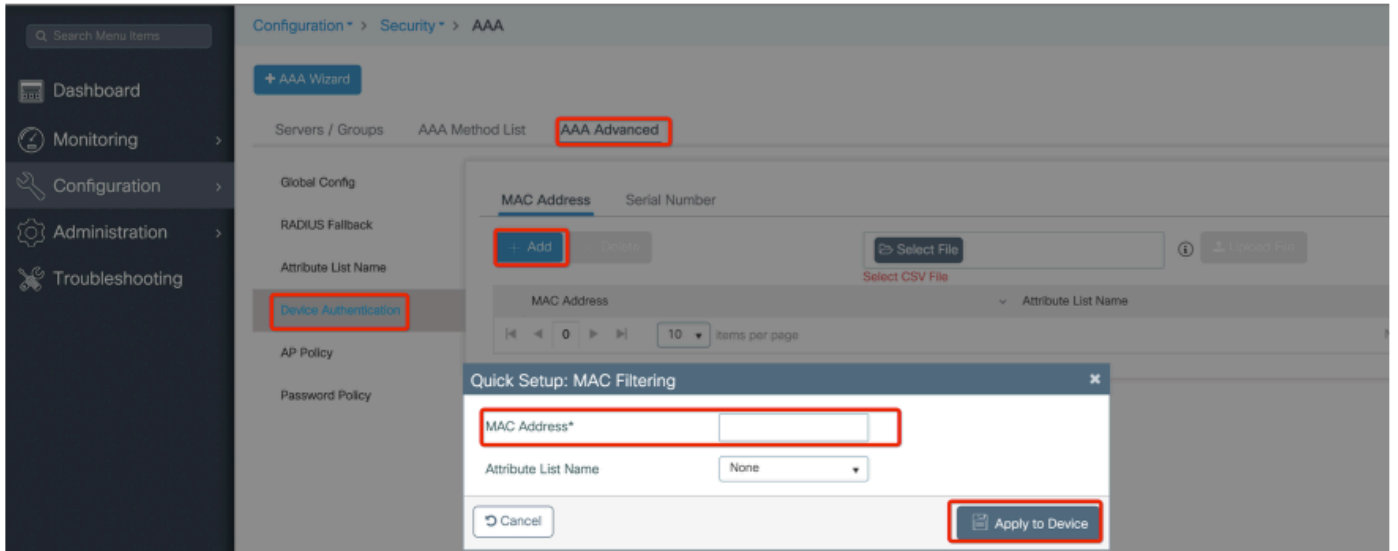 Search Menu Items
Dashboard
Monitoring
Configuration
Administration
Troubleshooting
Configuration > Security > AAA
+ AAA Wizard
Servers / Groups AAA Method List AAA Advanced
Global Config
RADIUS Fallback
Attribute List Name
Device Authentication
AP Policy
Password Policy
MAC Address Serial Number
+ Add Delete Select File Upload File
Select CSV File
MAC Address Attribute List Name
0 10 items per page
Quick Setup: MAC Filtering
MAC Address*
Attribute List Name None
Cancel Apply to Device